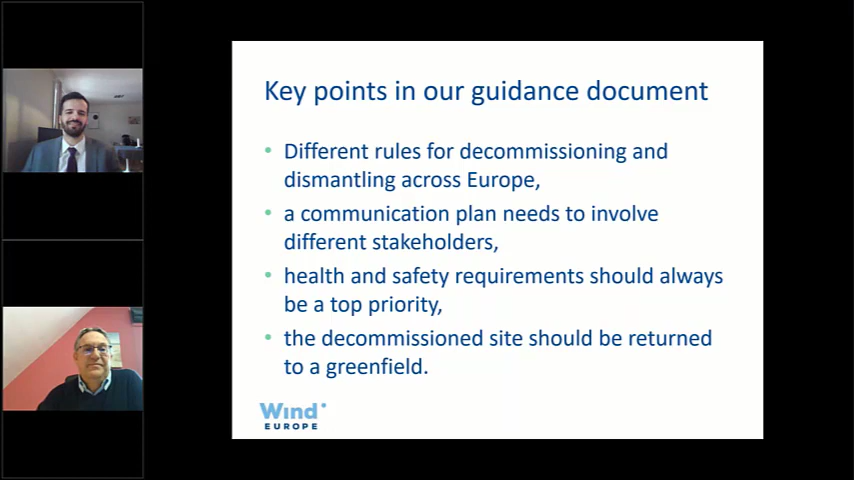 Key points in our guidance document
• Different rules for decommissioning and
dismantling across Europe,
• a communication plan needs to involve
different stakeholders,
• health and safety requirements should always
be a top priority,
• the decommissioned site should be returned
to a greenfield.
Wind
EUROPE